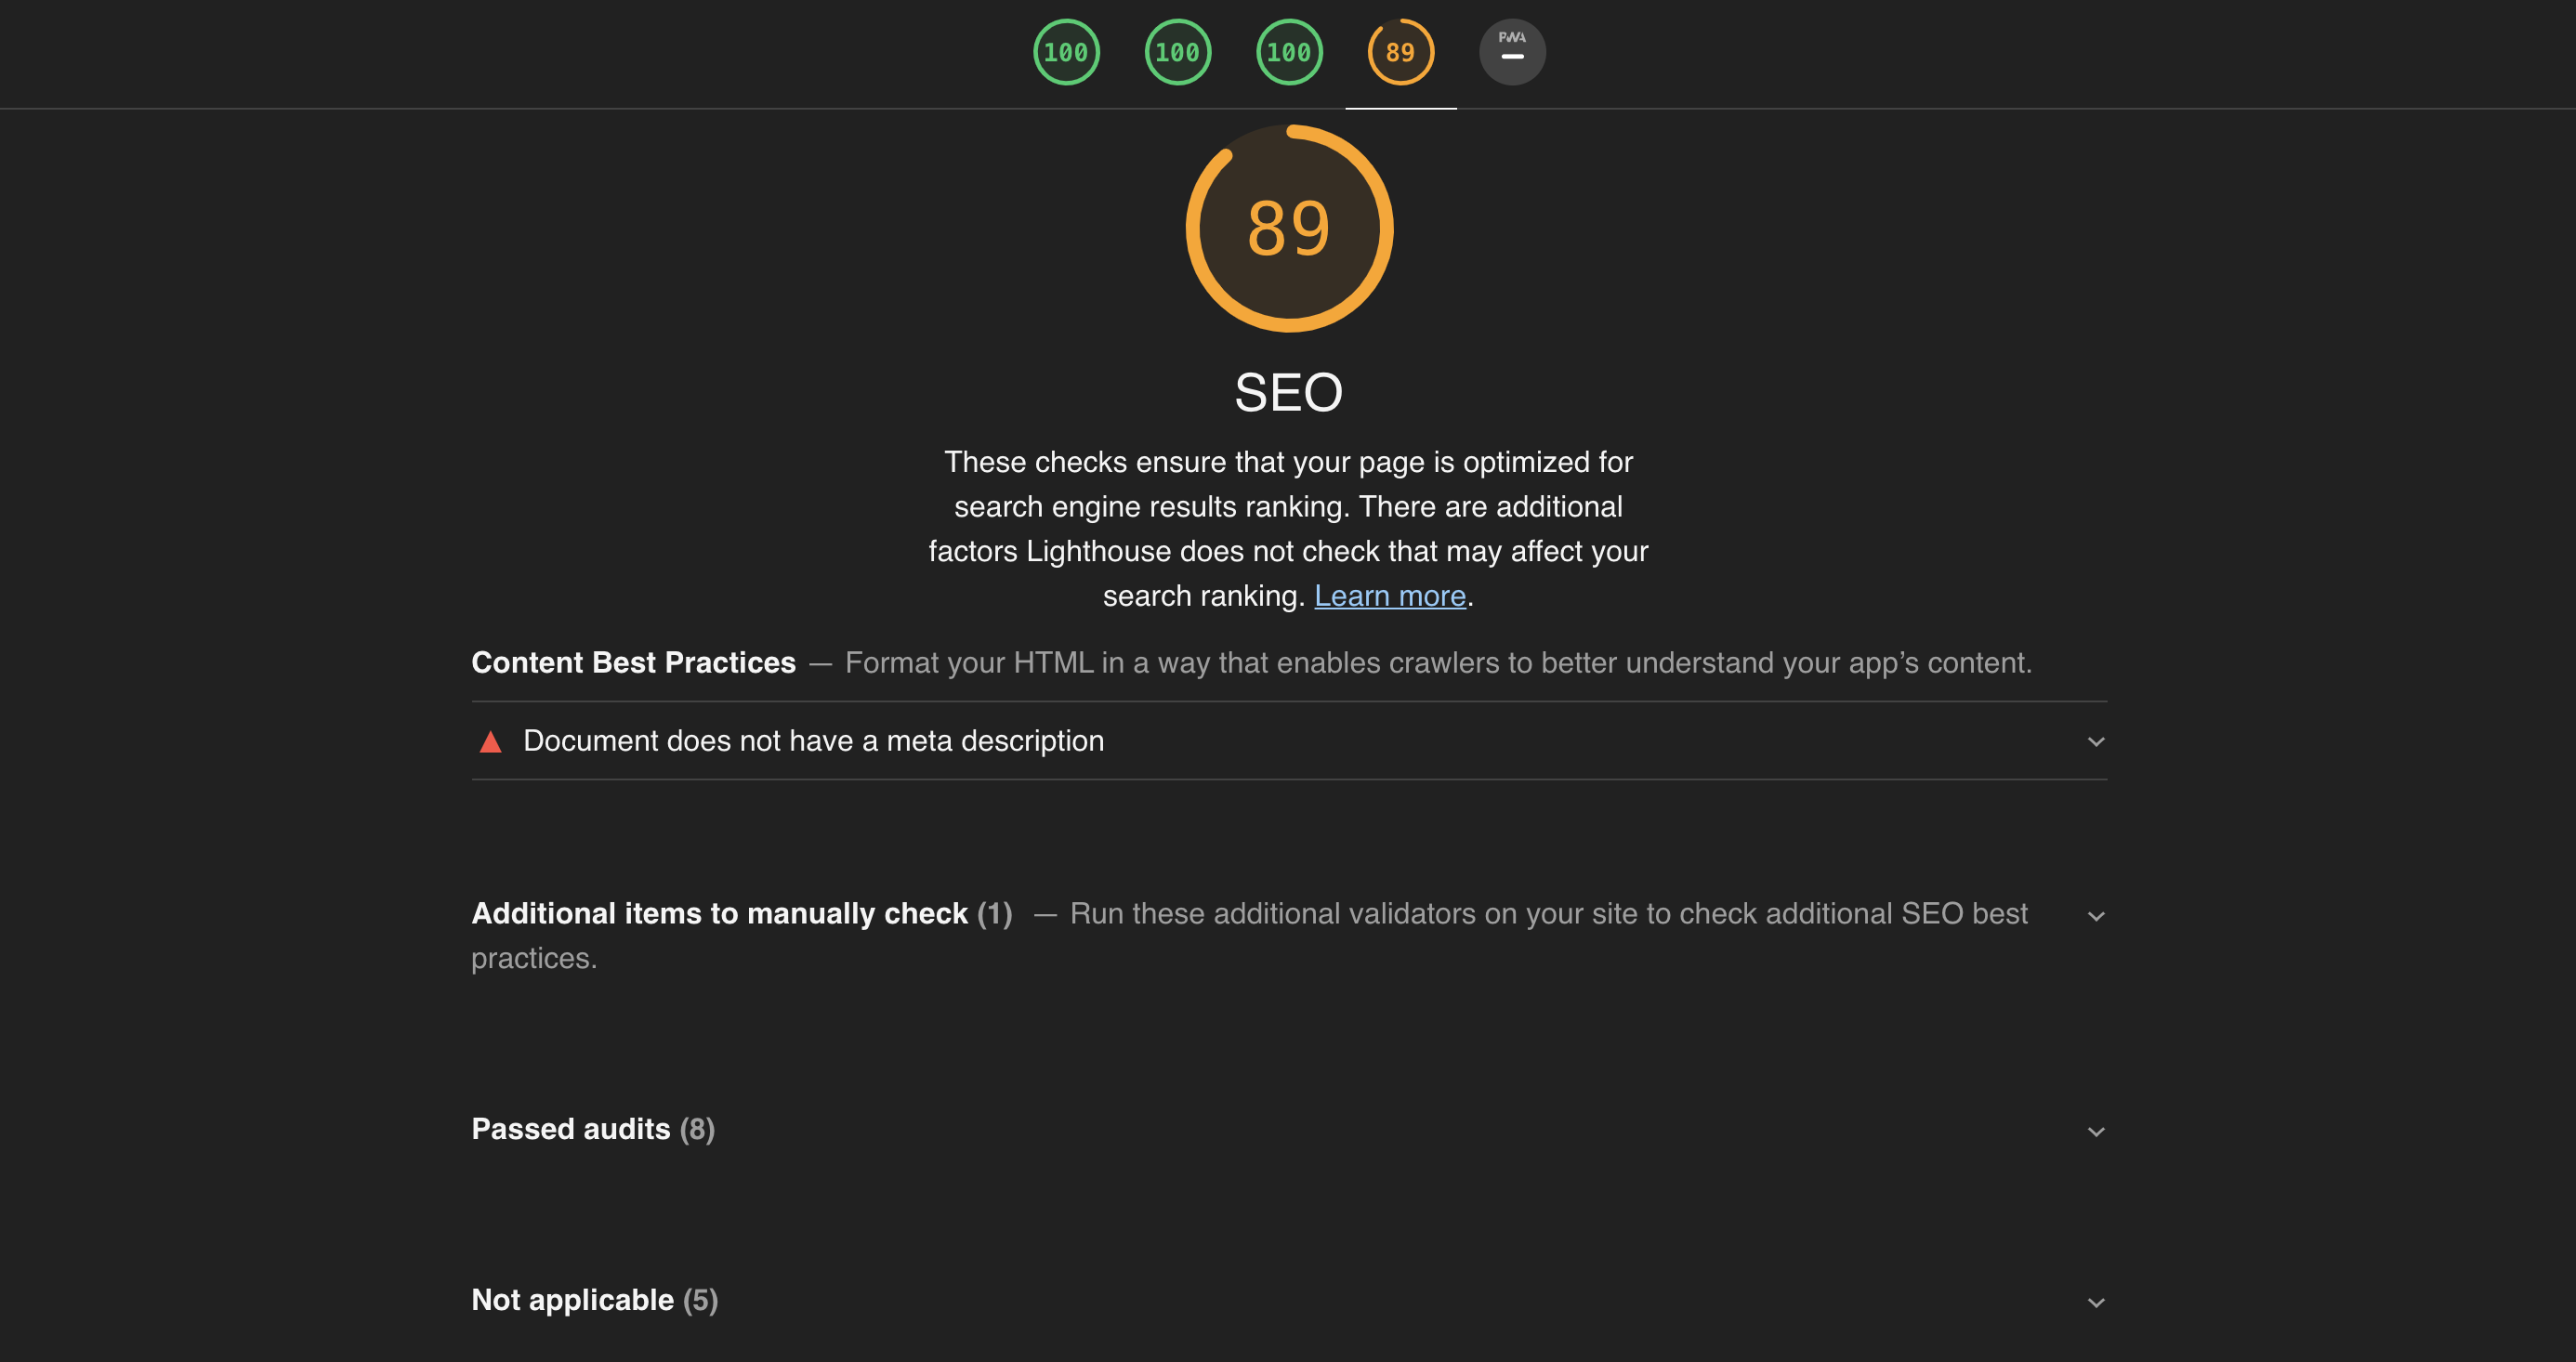 100 100 100 89 PWA
89
SEO
These checks ensure that your page is optimized for
search engine results ranking. There are additional
factors Lighthouse does not check that may affect your
search ranking. Learn more.
Content Best Practices — Format your HTML in a way that enables crawlers to better understand your app’s content.
Document does not have a meta description
Additional items to manually check (1) — Run these additional validators on your site to check additional SEO best
practices.
Passed audits (8)
Not applicable (5)